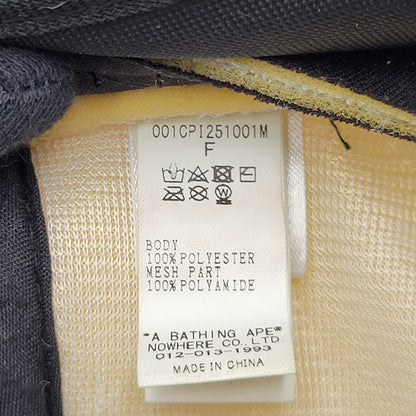 001CPI251001M
F
W
BODY
100%POLYESTER
MESH PART
100%POLYAMIDE
"A BATHING APE"
NOWHERE CO.,LTD.
012-013-1993
MADE IN CHINA